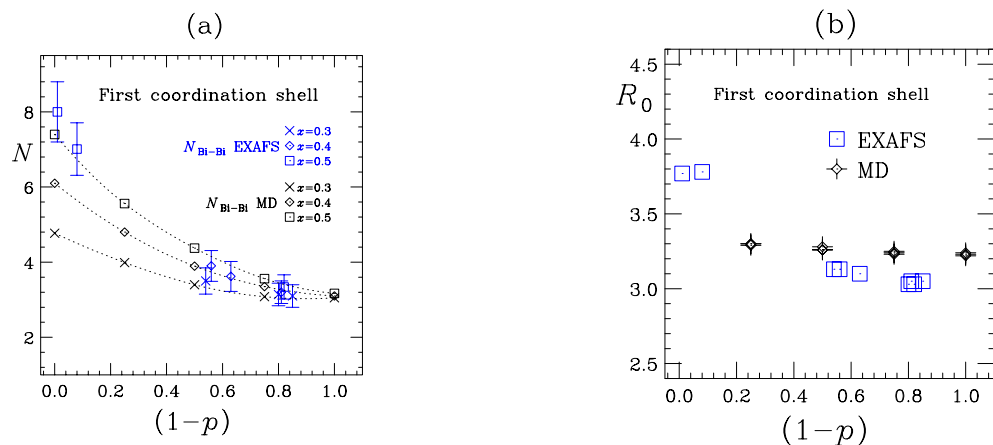 (a)
First coordination shell
N_Bi−Bi EXAFS
x=0.3
x=0.4
x=0.5
N_Bi−Bi MD
x=0.3
x=0.4
x=0.5
N
8
6
4
2
0.0 0.2 0.4 0.6 0.8 1.0
(1−p)
(b)
First coordination shell
EXAFS
MD
R_0
4.5
4.0
3.5
3.0
2.5
0.0 0.2 0.4 0.6 0.8 1.0
(1−p)